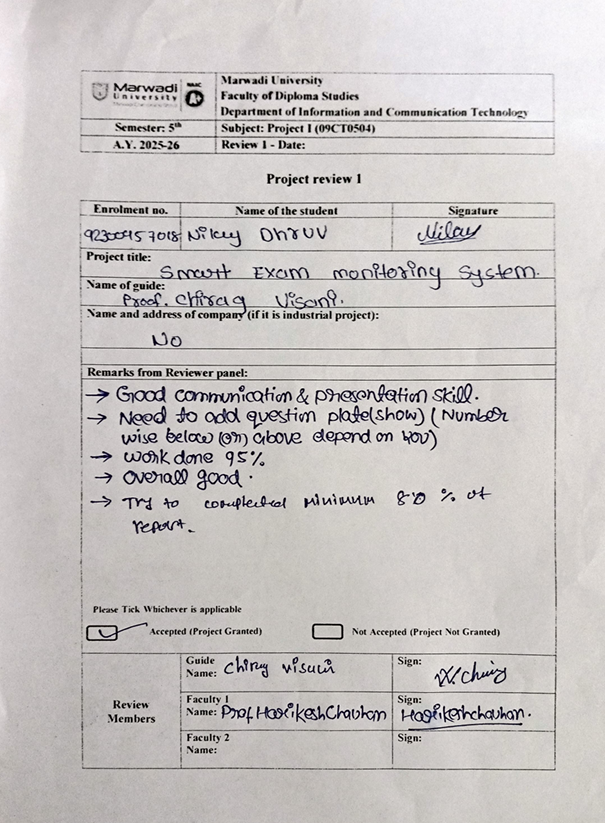 Marwadi University
NAAC A+
Marwadi University
Faculty of Diploma Studies
Department of Information and Communication Technology
Semester: 5th Subject: Project I (09CT0504)
A.Y. 2025-26 Review 1 - Date:
Project review 1
Enrolment no. Name of the student Signature
92300457018 Dhruv
Project title:
Smart Exam monitoring system.
Name of guide:
Prof. Chirag Visani.
Name and address of company (if it is industrial project):
No
Remarks from Reviewer panel:
→ Good communication & presentation skill.
→ Need to add question plate(show) (Number
wise below (or) above depend on you)
→ work done 95%
→ Overall good.
→ Try to complected minimum 80 % of
report.
Please Tick Whichever is applicable
Accepted (Project Granted) Not Accepted (Project Not Granted)
Review Members
Guide Name: Chirag visani Sign:
Faculty 1 Name: Prof Harikesh Chauhan Sign: Harikeshchauhan.
Faculty 2 Name: Sign: